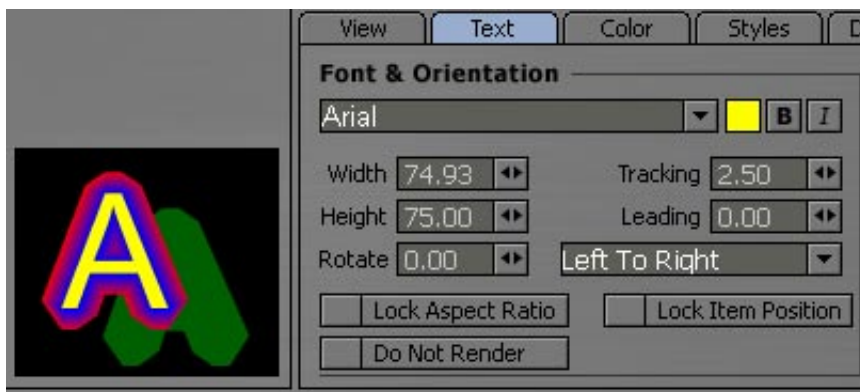 View Text Color Styles D
Font & Orientation
Arial B I
Width 74.93 Tracking 2.50
Height 75.00 Leading 0.00
Rotate 0.00 Left To Right
Lock Aspect Ratio Lock Item Position
Do Not Render
A